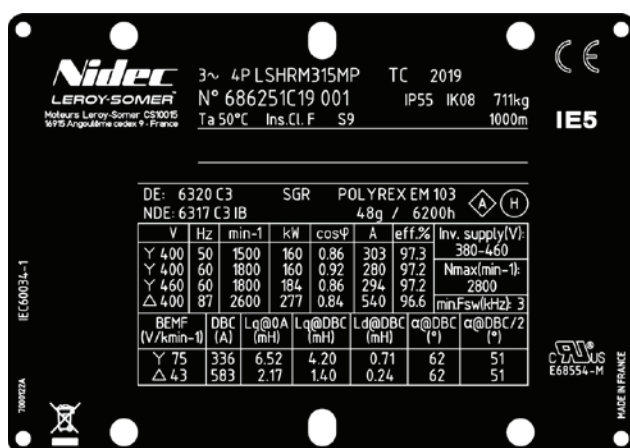 Nidec
LEROY-SOMER
Moteurs Leroy-Somer CS10015
16915 Angoulême cedex 9 - France
3~ 4P LSHRM315MP TC 2019
N° 686251C19 001 IP55 IK08 711kg
Ta 50°C Ins.Cl. F S9 1000m
CE
IE5
DE: 6320 C3 SGR POLYREX EM 103
NDE: 6317 C3 IB 48g / 6200h
A H
V Hz min-1 kW cosφ A eff.% Inv. supply(V):
Y 400 50 1500 160 0.86 303 97.3 380-460
Y 400 60 1800 160 0.92 280 97.2 Nmax(min-1):
Y 460 60 1800 184 0.86 294 97.2 2800
Δ 400 87 2600 277 0.84 540 96.6 min.Fsw(kHz): 3
BEMF DBC Lq@0A Lq@DBC Ld@DBC α@DBC α@DBC/2
(V/kmin-1) (A) (mH) (mH) (mH) (°) (°)
Y 75 336 6.52 4.20 0.71 62 51
Δ 43 583 2.17 1.40 0.24 62 51
IEC60034-1
7000122A
C RU US
E68554-M
MADE IN FRANCE